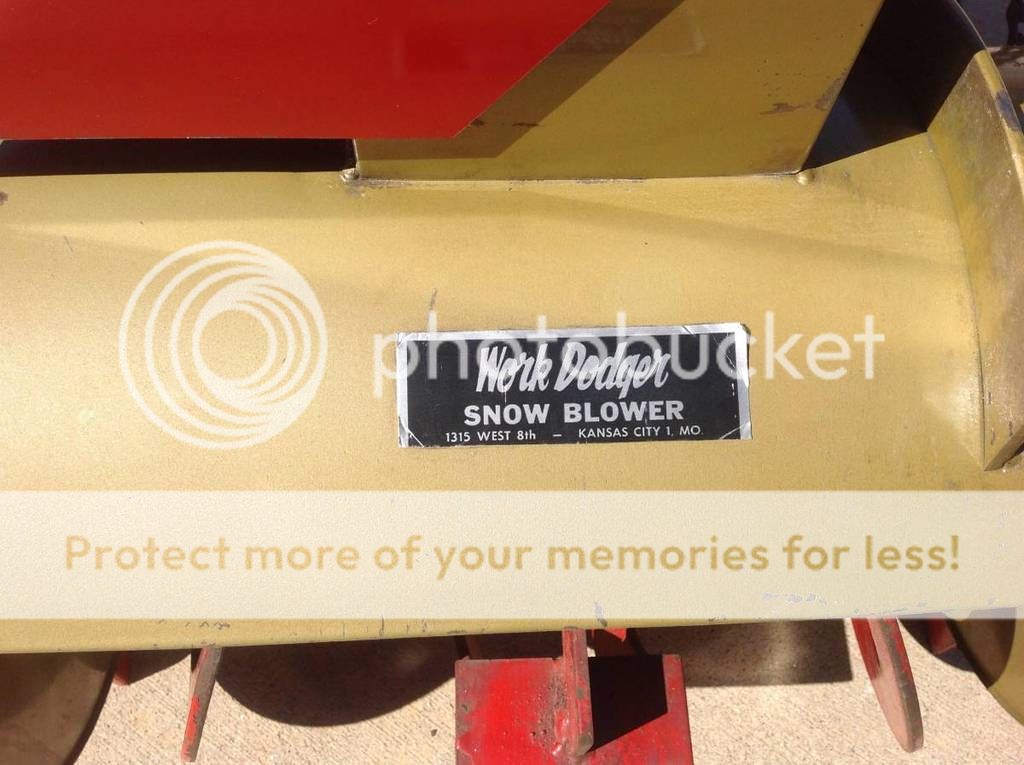 photobucket
Work Dodger
SNOW BLOWER
1315 WEST 8th — KANSAS CITY 1, MO.
Protect more of your memories for less!